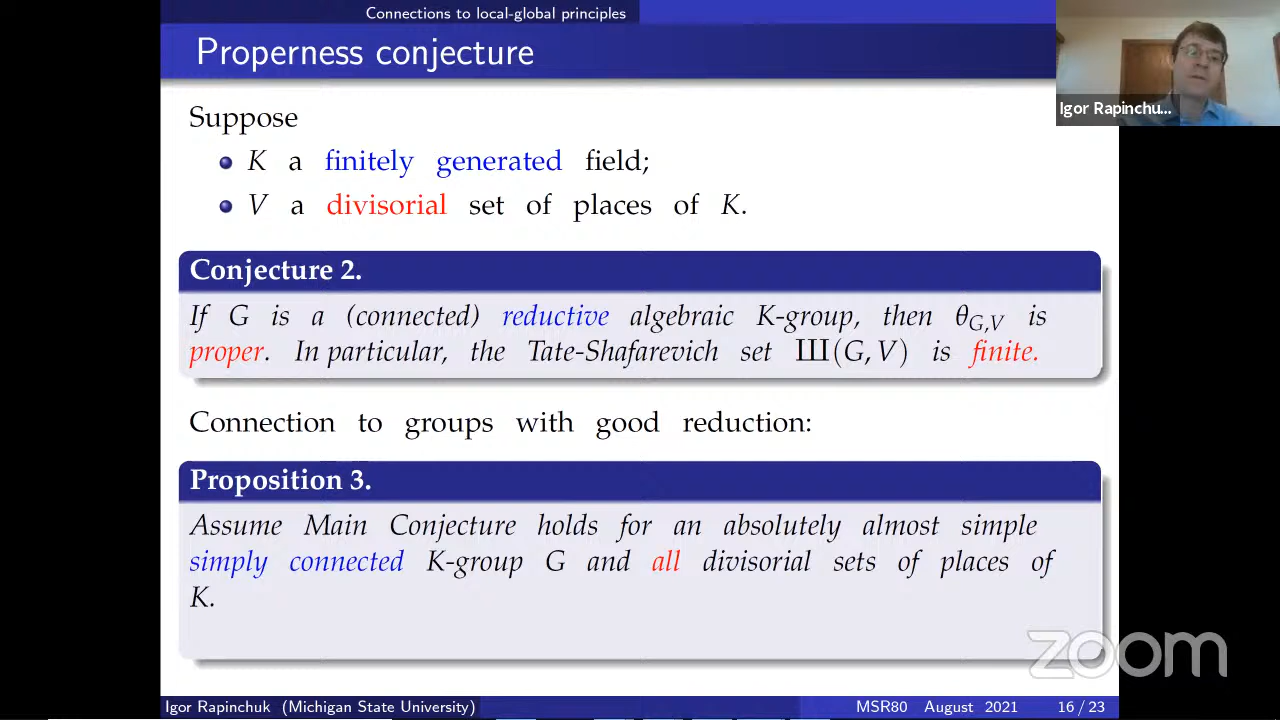 Connections to local-global principles
Properness conjecture
Igor Rapinchu...
Suppose
K a finitely generated field;
V a divisorial set of places of K.
Conjecture 2.
If G is a (connected) reductive algebraic K-group, then θ_{G,V} is
proper. In particular, the Tate-Shafarevich set Ш(G, V) is finite.
Connection to groups with good reduction:
Proposition 3.
Assume Main Conjecture holds for an absolutely almost simple
simply connected K-group G and all divisorial sets of places of
K.
zoom
Igor Rapinchuk (Michigan State University)
MSR80 August 2021
16 / 23